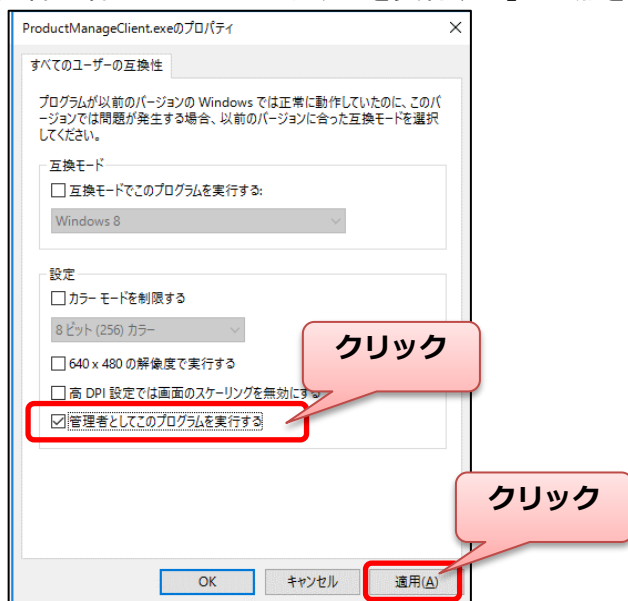 ProductManageClient.exeのプロパティ
すべてのユーザーの互換性
プログラムが以前のバージョンの Windows では正常に動作していたのに、このバ
ージョンでは問題が発生する場合、以前のバージョンに合った互換モードを選択
してください。
互換モード
互換モードでこのプログラムを実行する:
Windows 8
設定
カラー モードを制限する
8 ビット (256) カラー
クリック
640 x 480 の解像度で実行する
高 DPI 設定では画面のスケーリングを無効にする
管理者としてこのプログラムを実行する
クリック
OK キャンセル 適用(A)